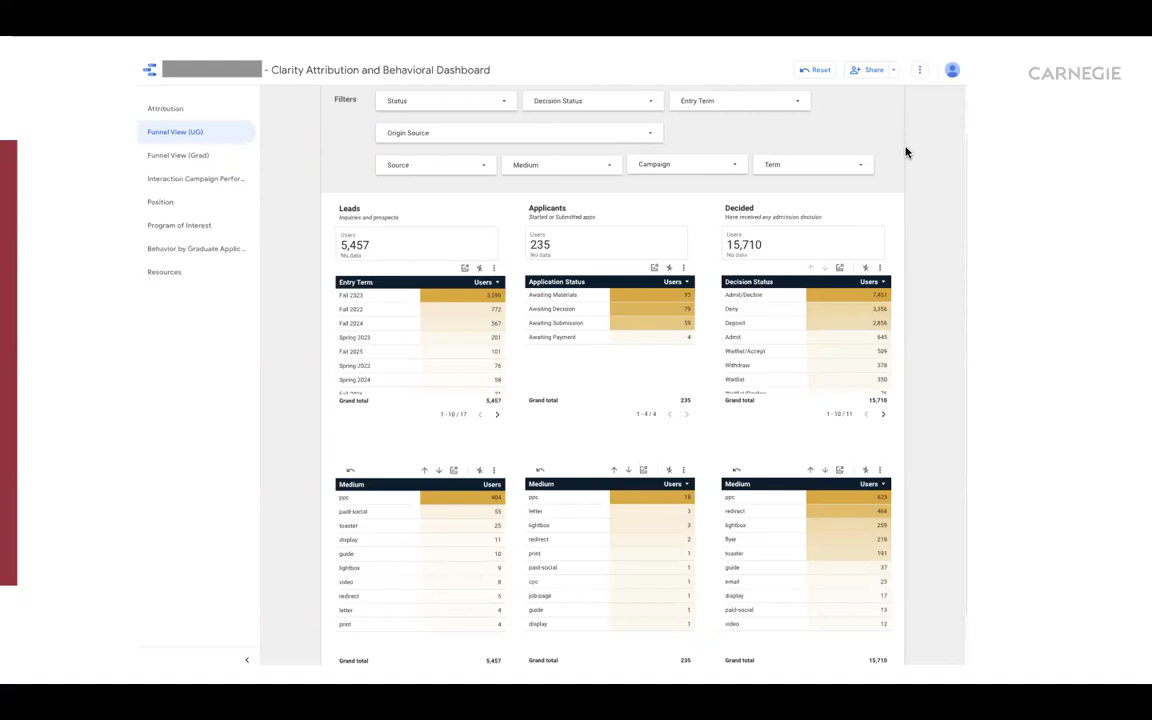 - Clarity Attribution and Behavioral Dashboard
Reset
Share
CARNEGIE
Attribution
Funnel View (UG)
Funnel View (Grad)
Interaction Campaign Perfor...
Position
Program of Interest
Behavior by Graduate Applic...
Resources
Filters
Status
Decision Status
Entry Term
Origin Source
Source
Medium
Campaign
Term
Leads
Inquiries and prospects
Users
5,457
No data
Entry Term Users
Fall 2023 3,596
Fall 2022 772
Fall 2024 567
Spring 2023 201
Fall 2025 101
Spring 2022 76
Spring 2024 58
Grand total 5,457
1 - 10 / 17
Applicants
Started or Submitted apps
Users
235
No data
Application Status Users
Awaiting Materials 93
Awaiting Decision 79
Awaiting Submission 59
Awaiting Payment 4
Grand total 235
1 - 4 / 4
Decided
Have received any admission decision
Users
15,710
No data
Decision Status Users
Admit/Decline 7,451
Deny 3,356
Deposit 2,856
Admit 645
Waitlist/Accept 509
Withdraw 378
Waitlist 350
Grand total 15,710
1 - 10 / 11
Medium Users
ppc 404
paid-social 55
toaster 25
display 11
guide 10
lightbox 9
video 8
redirect 5
letter 4
print 4
Grand total 5,457
Medium Users
ppc 18
letter 3
lightbox 3
redirect 2
print 1
paid-social 1
cpc 1
job-page 1
guide 1
display 1
Grand total 235
Medium Users
ppc 623
redirect 468
lightbox 259
flyer 218
toaster 191
guide 37
email 23
display 17
paid-social 13
video 12
Grand total 15,710